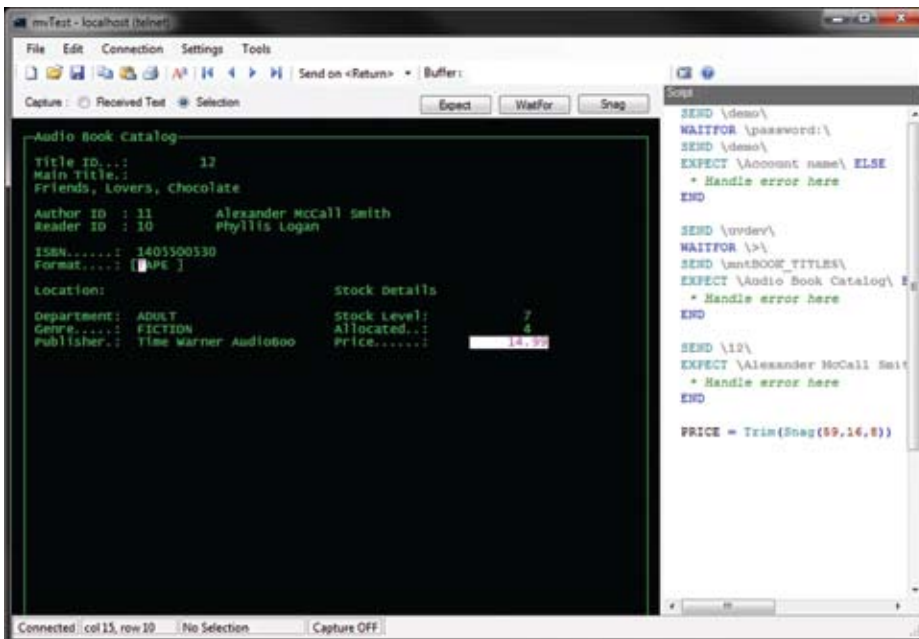 mvTest - localhost (telnet)
File Edit Connection Settings Tools
Send on <Return> Buffer:
Capture: Received Text Selection Expect WaitFor Snag
Audio Book Catalog
Title ID...: 12
Main Title.:
Friends, Lovers, Chocolate
Author ID : 11 Alexander McCall Smith
Reader ID : 10 Phyllis Logan
ISBN......: 1405500530
Format....: [TAPE ]
Location: Stock Details
Department: ADULT Stock Level: 7
Genre.....: FICTION Allocated..: 4
Publisher.: Time Warner AudioBoo Price......: 14.99
Script
SEND \demo\
WAITFOR \password:\
SEND \demo\
EXPECT \Account name\ ELSE
* Handle error here
END
SEND \uvdev\
WAITFOR \>\
SEND \mntBOOK_TITLES\
EXPECT \Audio Book Catalog\ E
* Handle error here
END
SEND \12\
EXPECT \Alexander McCall Smit
* Handle error here
END
PRICE = Trim(Snag(59,16,8))
Connected col 15, row 10 No Selection Capture OFF